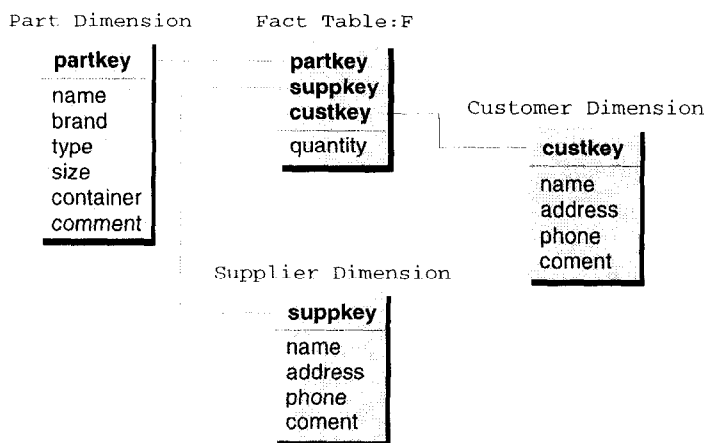 Part Dimension
partkey
name
brand
type
size
container
comment
Fact Table:F
partkey
suppkey
custkey
quantity
Customer Dimension
custkey
name
address
phone
coment
Supplier Dimension
suppkey
name
address
phone
coment